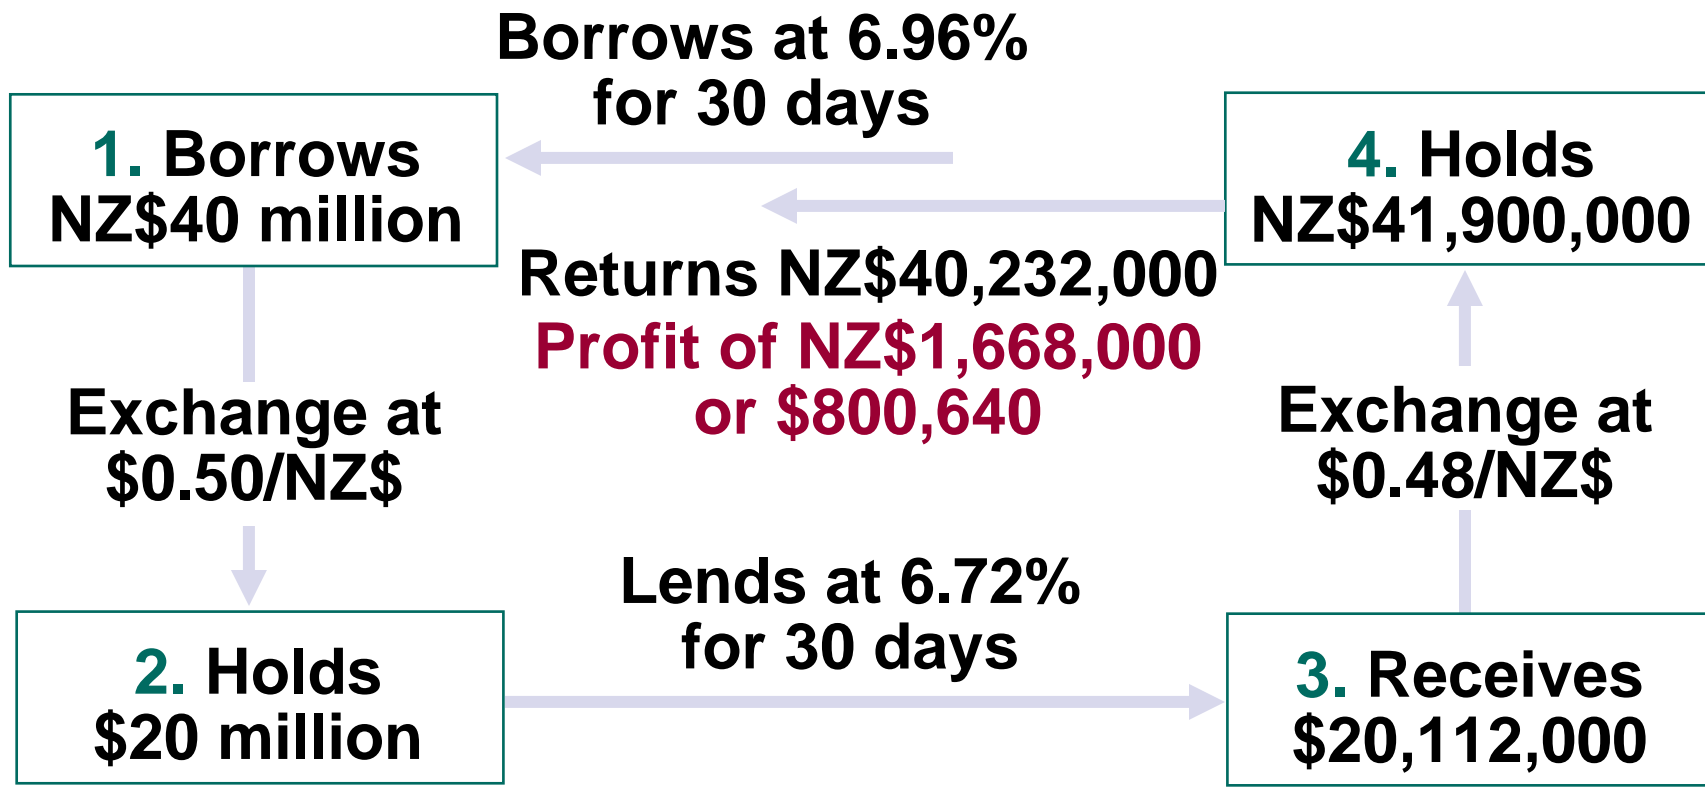 Borrows at 6.96%
for 30 days
1. Borrows
NZ$40 million
4. Holds
NZ$41,900,000
Returns NZ$40,232,000
Profit of NZ$1,668,000
or $800,640
Exchange at
$0.50/NZ$
Exchange at
$0.48/NZ$
Lends at 6.72%
for 30 days
2. Holds
$20 million
3. Receives
$20,112,000